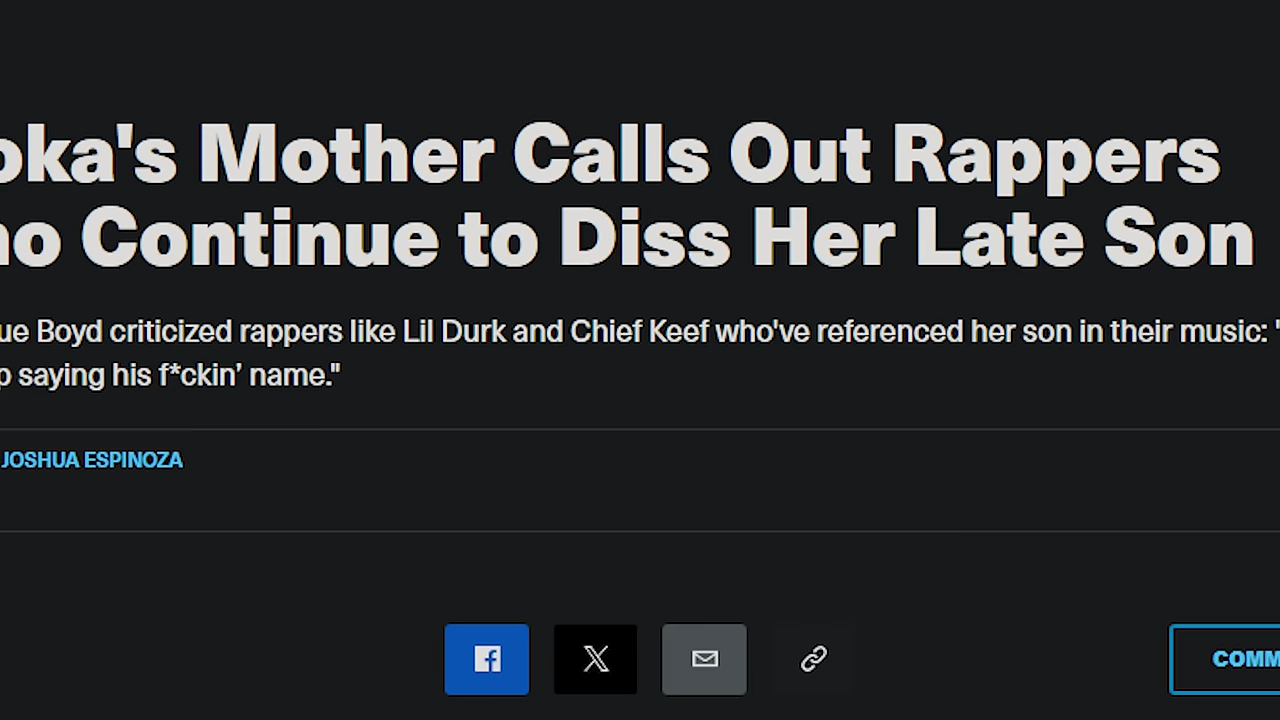 oka's Mother Calls Out Rappers
no Continue to Diss Her Late Son
ue Boyd criticized rappers like Lil Durk and Chief Keef who've referenced her son in their music: "
p saying his f*ckin’ name."
JOSHUA ESPINOZA
COMM